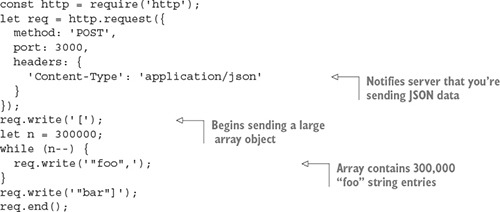 const http = require('http');
let req = http.request({
  method: 'POST',
  port: 3000,
  headers: {
    'Content-Type': 'application/json'
  }
});
Notifies server that you're
sending JSON data
req.write('[');
let n = 300000;
Begins sending a large
array object
while (n--) {
  req.write('"foo",');
}
Array contains 300,000
“foo” string entries
req.write('"bar"]');
req.end();